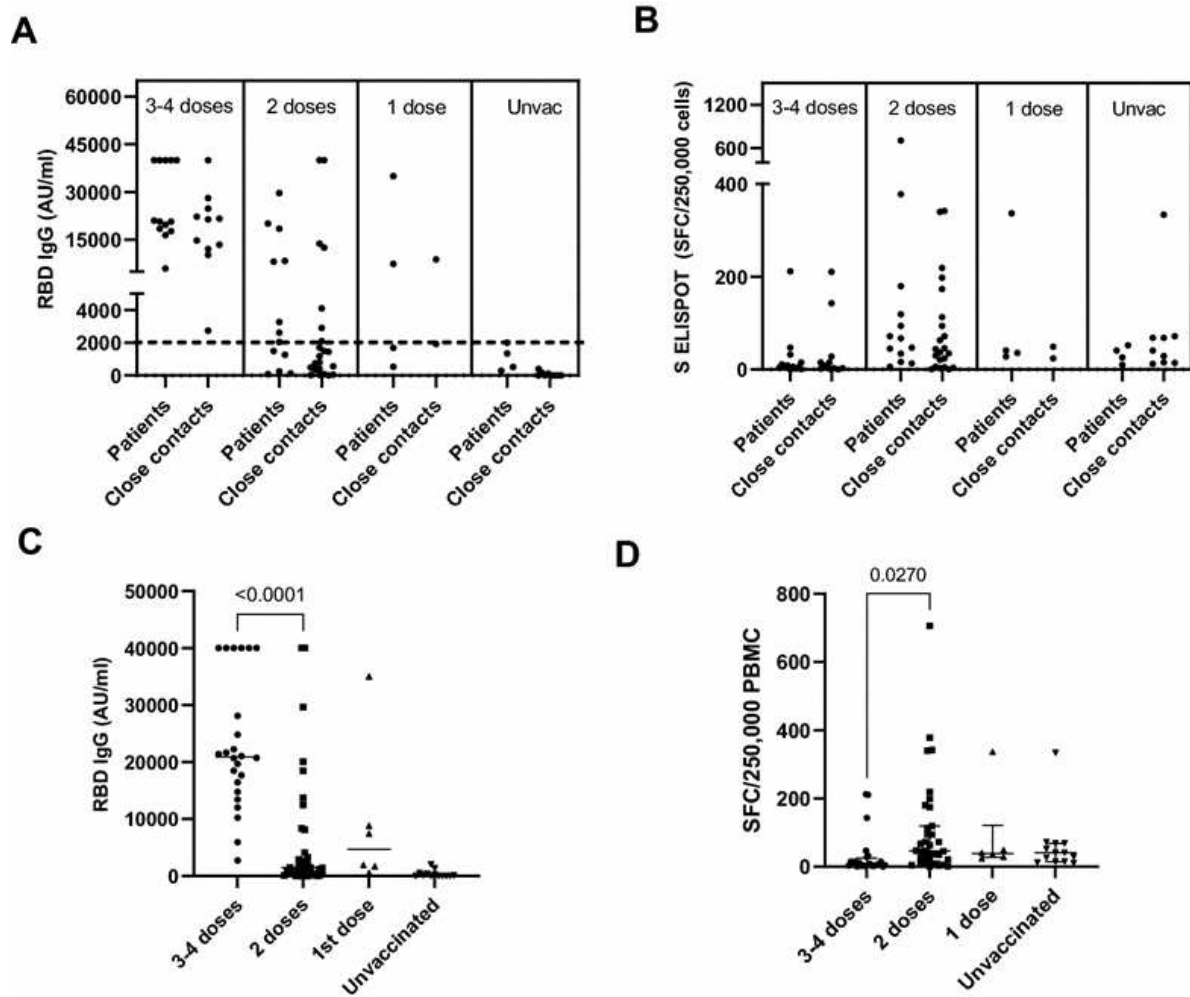 A
RBD IgG (AU/ml)
60000
45000
30000
15000
4000
2000
0
3-4 doses
2 doses
1 dose
Unvac
Patients
Close contacts
Patients
Close contacts
Patients
Close contacts
Patients
Close contacts
B
S ELISPOT (SFC/250,000 cells)
1200
600
400
200
0
3-4 doses
2 doses
1 dose
Unvac
Patients
Close contacts
Patients
Close contacts
Patients
Close contacts
Patients
Close contacts
C
RBD IgG (AU/ml)
50000
40000
30000
20000
10000
0
<0.0001
3-4 doses
2 doses
1st dose
Unvaccinated
D
SFC/250,000 PBMC
800
600
400
200
0
0.0270
3-4 doses
2 doses
1 dose
Unvaccinated